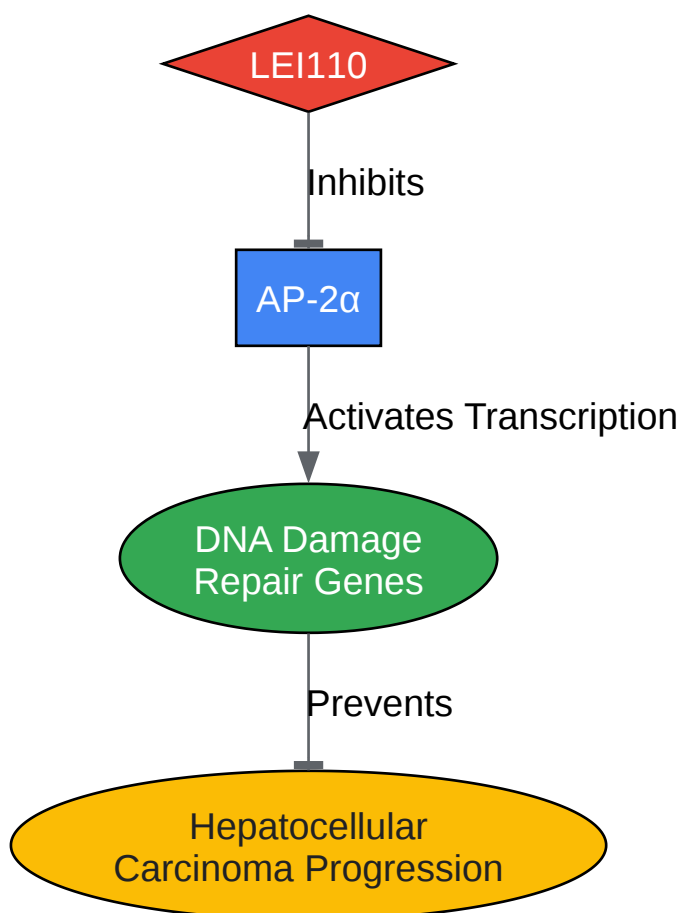 LEI110
Inhibits
AP-2α
Activates Transcription
DNA Damage
Repair Genes
Prevents
Hepatocellular
Carcinoma Progression